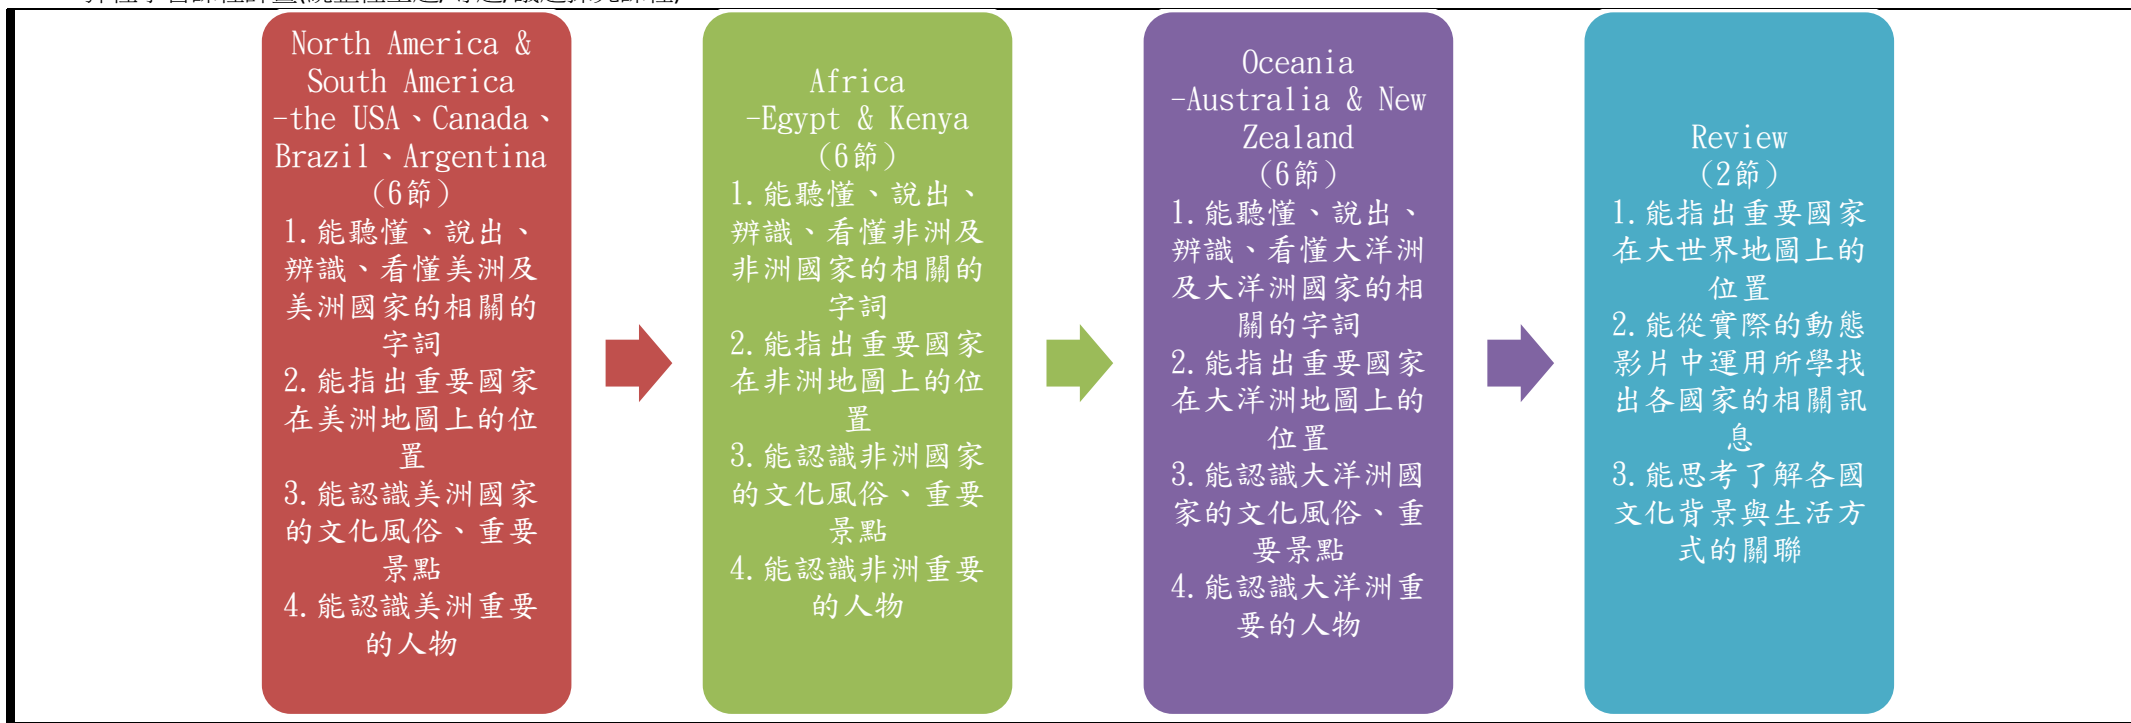 North America &
South America
-the USA、Canada、
Brazil、Argentina
(6節)
1.能聽懂、說出、
辨識、看懂美洲及
美洲國家的相關的
字詞
2.能指出重要國家
在美洲地圖上的位
置
3.能認識美洲國家
的文化風俗、重要
景點
4.能認識美洲重要
的人物
Africa
-Egypt & Kenya
(6節)
1.能聽懂、說出、
辨識、看懂非洲及
非洲國家的相關的
字詞
2.能指出重要國家
在非洲地圖上的位
置
3.能認識非洲國家
的文化風俗、重要
景點
4.能認識非洲重要
的人物
Oceania
-Australia & New
Zealand
(6節)
1.能聽懂、說出、
辨識、看懂大洋洲
及大洋洲國家的相
關的字詞
2.能指出重要國家
在大洋洲地圖上的
位置
3.能認識大洋洲國
家的文化風俗、重
要景點
4.能認識大洋洲重
要的人物
Review
(2節)
1.能指出重要國家
在大世界地圖上的
位置
2.能從實際的動態
影片中運用所學找
出各國家的相關訊
息
3.能思考了解各國
文化背景與生活方
式的關聯